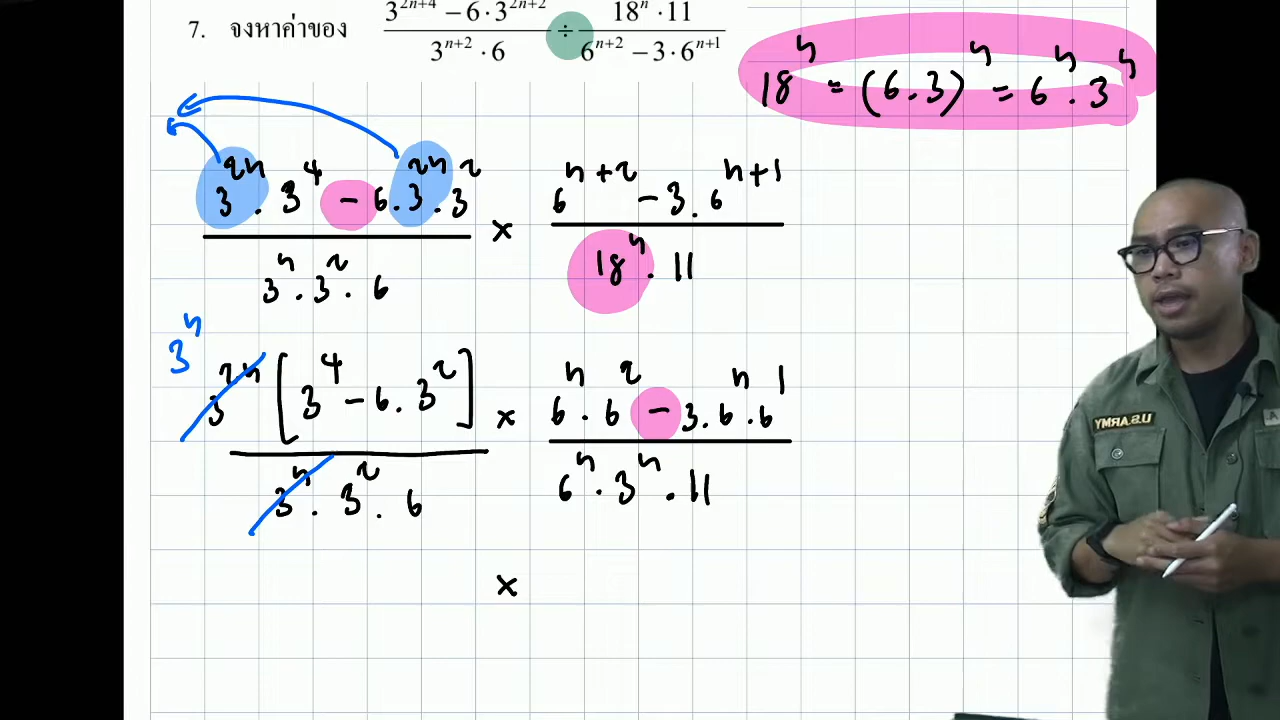 7. จงหาค่าของ (3^{2n+4} − 6·3^{2n+2})/(3^{n+2}·6) ÷ (18^n·11)/(6^{n+2} − 3·6^{n+1})
18^n = (6.3)^n = 6^n . 3^n
(3^{2n} . 3^4 − 6.3^{2n}.3^2)/(3^n . 3^2 . 6) × (6^{n+2} − 3.6^{n+1})/(18^n . 11)
3^n
(3^{2n} [3^4 − 6.3^2])/(3^n . 3^2 . 6) × (6^n . 6^2 − 3.6^n.6^1)/(6^n . 3^n . 11)
×
U.S.ARMY